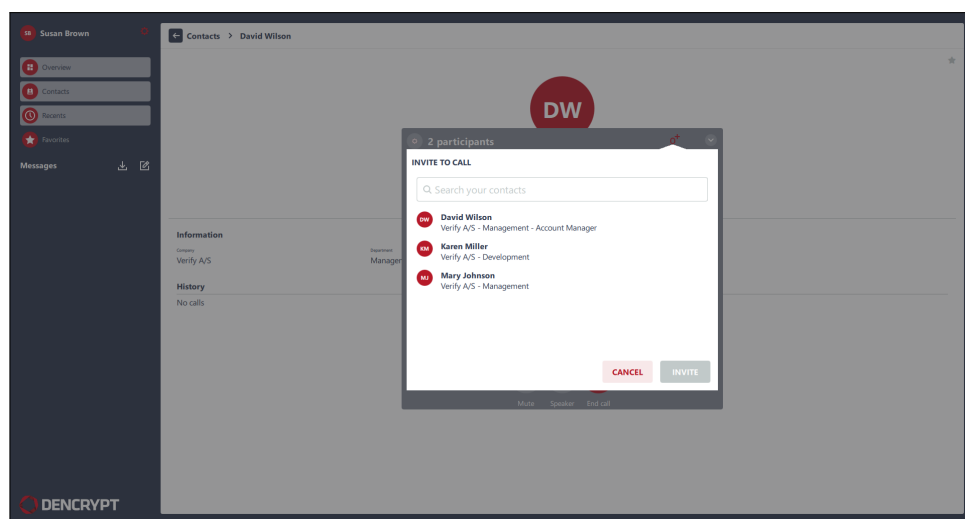 SB
Susan Brown
Contacts > David Wilson
Overview
Contacts
Recents
Favorites
Messages
DW
2 participants
INVITE TO CALL
Search your contacts
DW
David Wilson
Verify A/S - Management - Account Manager
KM
Karen Miller
Verify A/S - Development
MJ
Mary Johnson
Verify A/S - Management
CANCEL
INVITE
Mute Speaker End call
Information
Company
Verify A/S
Department
Manager
History
No calls
DENCRYPT